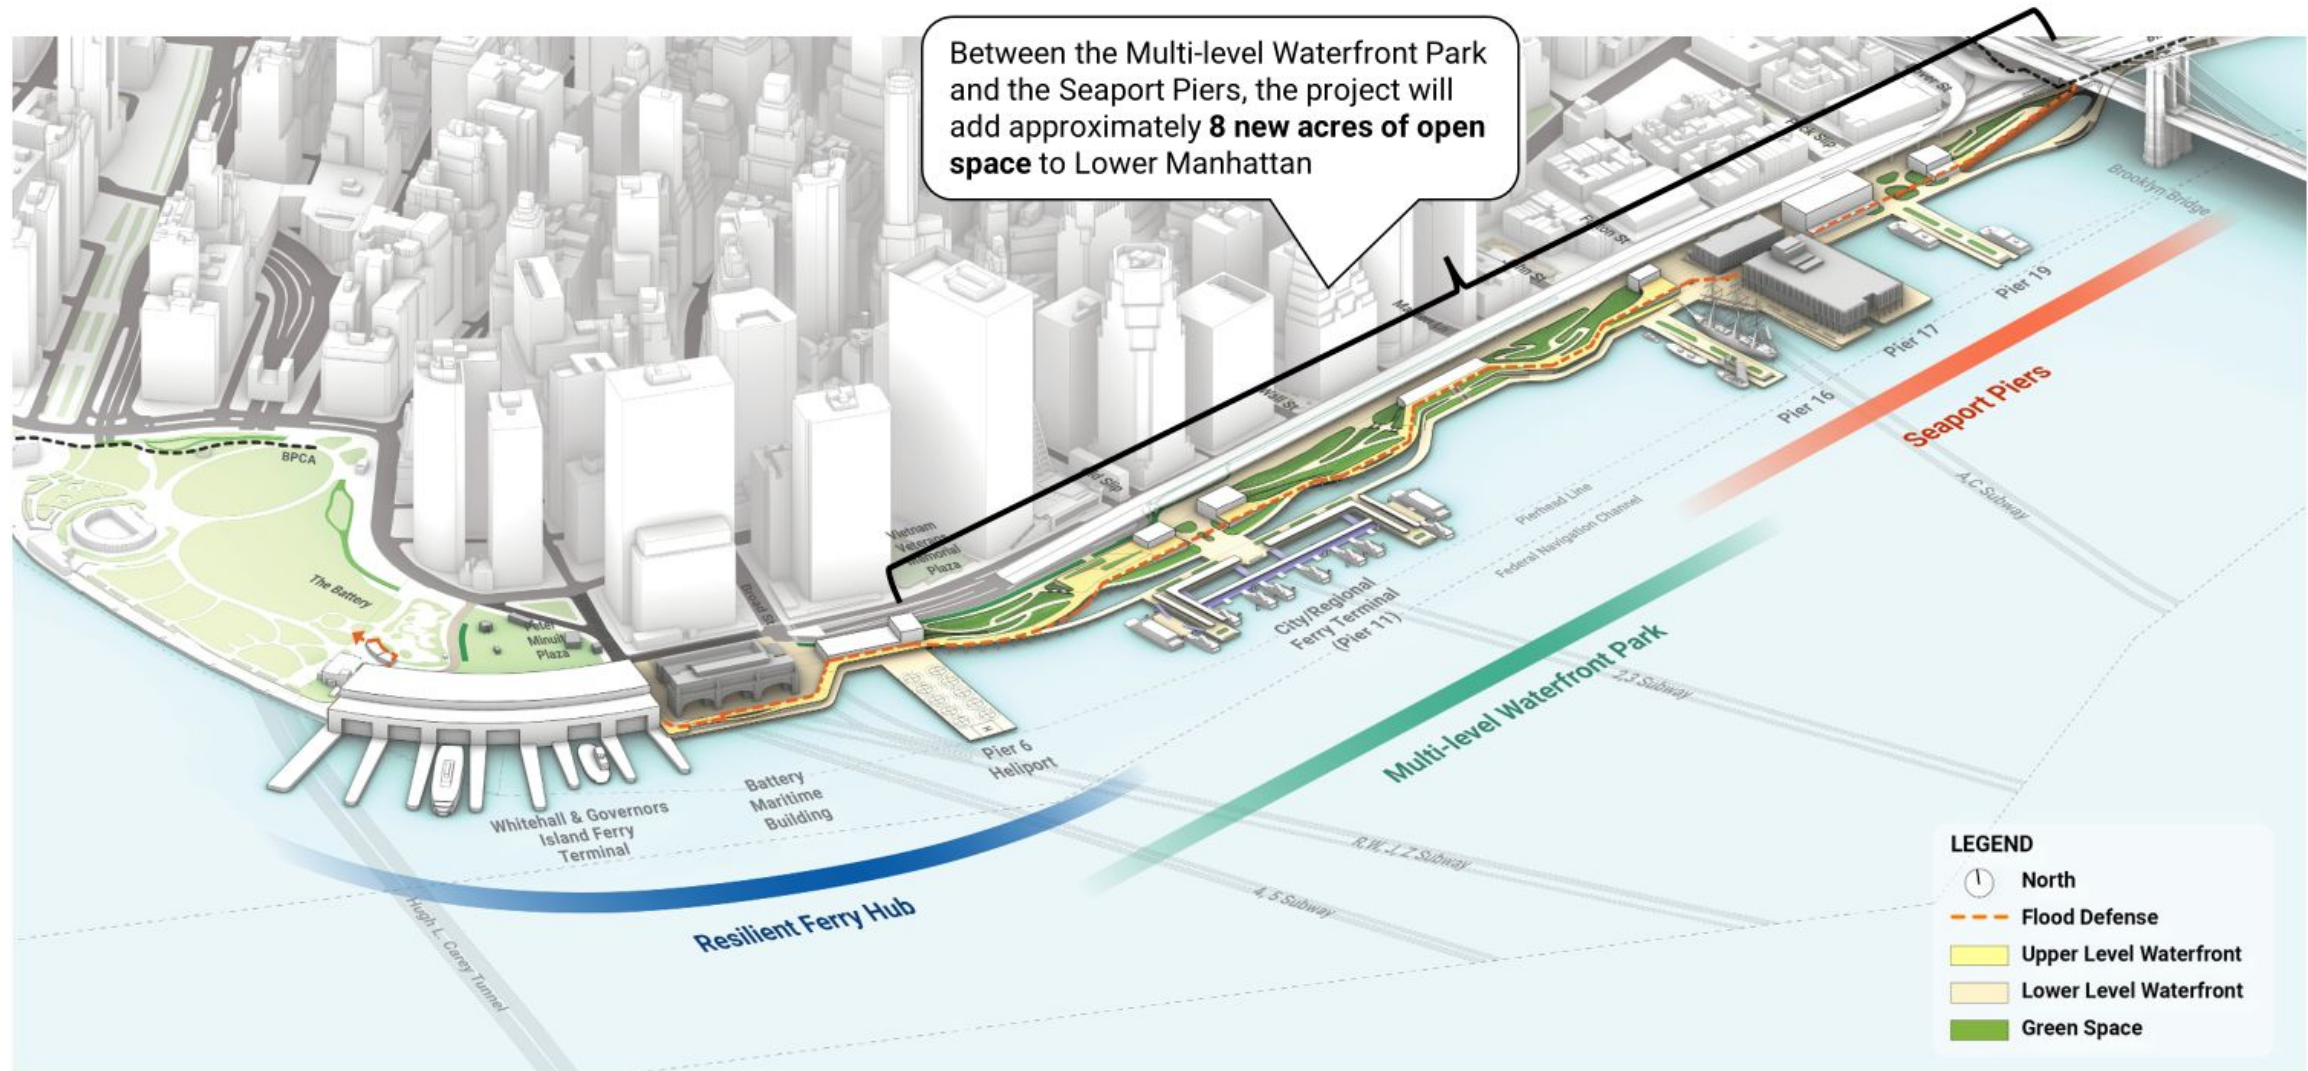 Between the Multi-level Waterfront Park
and the Seaport Piers, the project will
add approximately 8 new acres of open
space to Lower Manhattan
Peck Slip
Fulton St
John St
Wall St
Brooklyn Bridge
Pier 19
Pier 17
Pier 16
Seaport Piers
A,C Subway
BPCA
The Battery
Peter
Minuit
Plaza
Broad St
Vietnam
Veterans
Memorial
Plaza
Slip
Pierhead Line
Federal Navigation Channel
City/Regional
Ferry Terminal
(Pier 11)
Multi-level Waterfront Park
2,3 Subway
Pier 6
Heliport
Battery
Maritime
Building
Whitehall & Governors
Island Ferry
Terminal
Resilient Ferry Hub
R,W, J, Z Subway
4, 5 Subway
Hugh L. Carey Tunnel
LEGEND
North
Flood Defense
Upper Level Waterfront
Lower Level Waterfront
Green Space